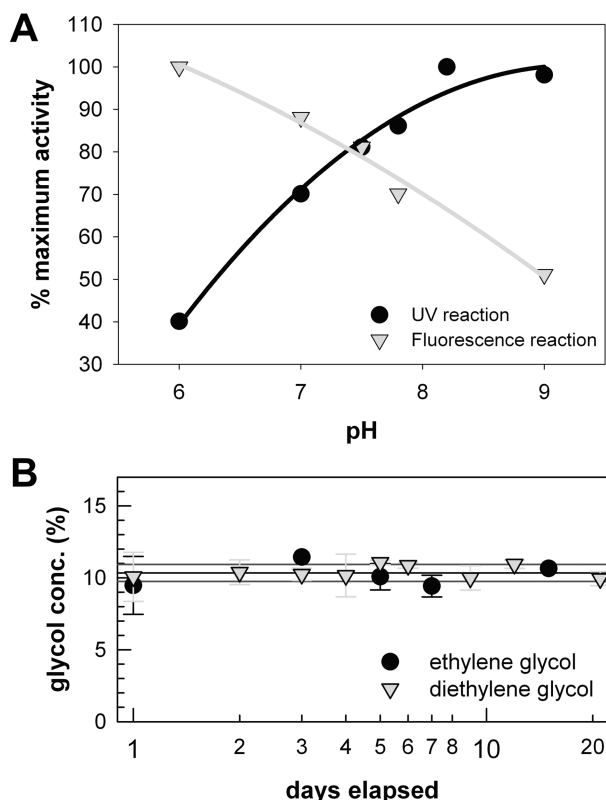 A
110
100
90
80
70
60
50
40
30
% maximum activity
UV reaction
Fluorescence reaction
6 7 8 9
pH
B
15
10
5
0
glycol conc. (%)
ethylene glycol
diethylene glycol
1 2 3 4 5 6 7 8 10 20
days elapsed